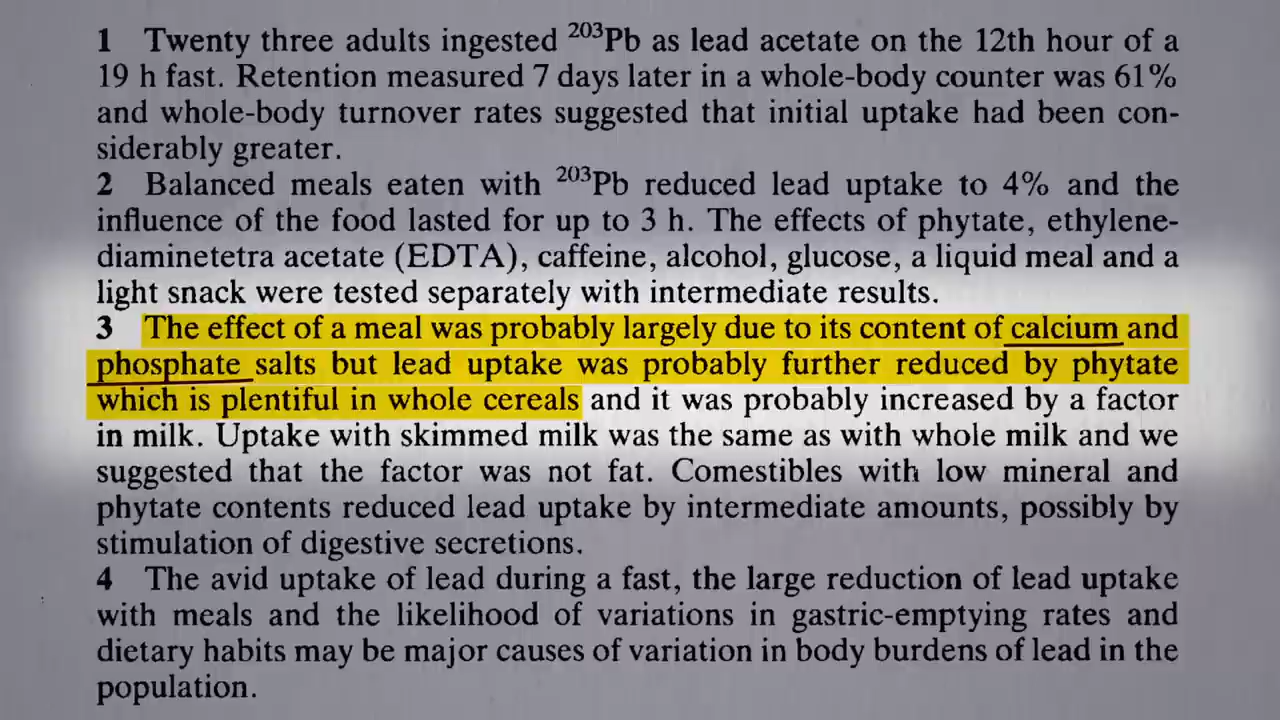 1 Twenty three adults ingested ²⁰³Pb as lead acetate on the 12th hour of a
19 h fast. Retention measured 7 days later in a whole-body counter was 61%
and whole-body turnover rates suggested that initial uptake had been con-
siderably greater.
2 Balanced meals eaten with ²⁰³Pb reduced lead uptake to 4% and the
influence of the food lasted for up to 3 h. The effects of phytate, ethylene-
diaminetetra acetate (EDTA), caffeine, alcohol, glucose, a liquid meal and a
light snack were tested separately with intermediate results.
3 The effect of a meal was probably largely due to its content of calcium and
phosphate salts but lead uptake was probably further reduced by phytate
which is plentiful in whole cereals and it was probably increased by a factor
in milk. Uptake with skimmed milk was the same as with whole milk and we
suggested that the factor was not fat. Comestibles with low mineral and
phytate contents reduced lead uptake by intermediate amounts, possibly by
stimulation of digestive secretions.
4 The avid uptake of lead during a fast, the large reduction of lead uptake
with meals and the likelihood of variations in gastric-emptying rates and
dietary habits may be major causes of variation in body burdens of lead in the
population.